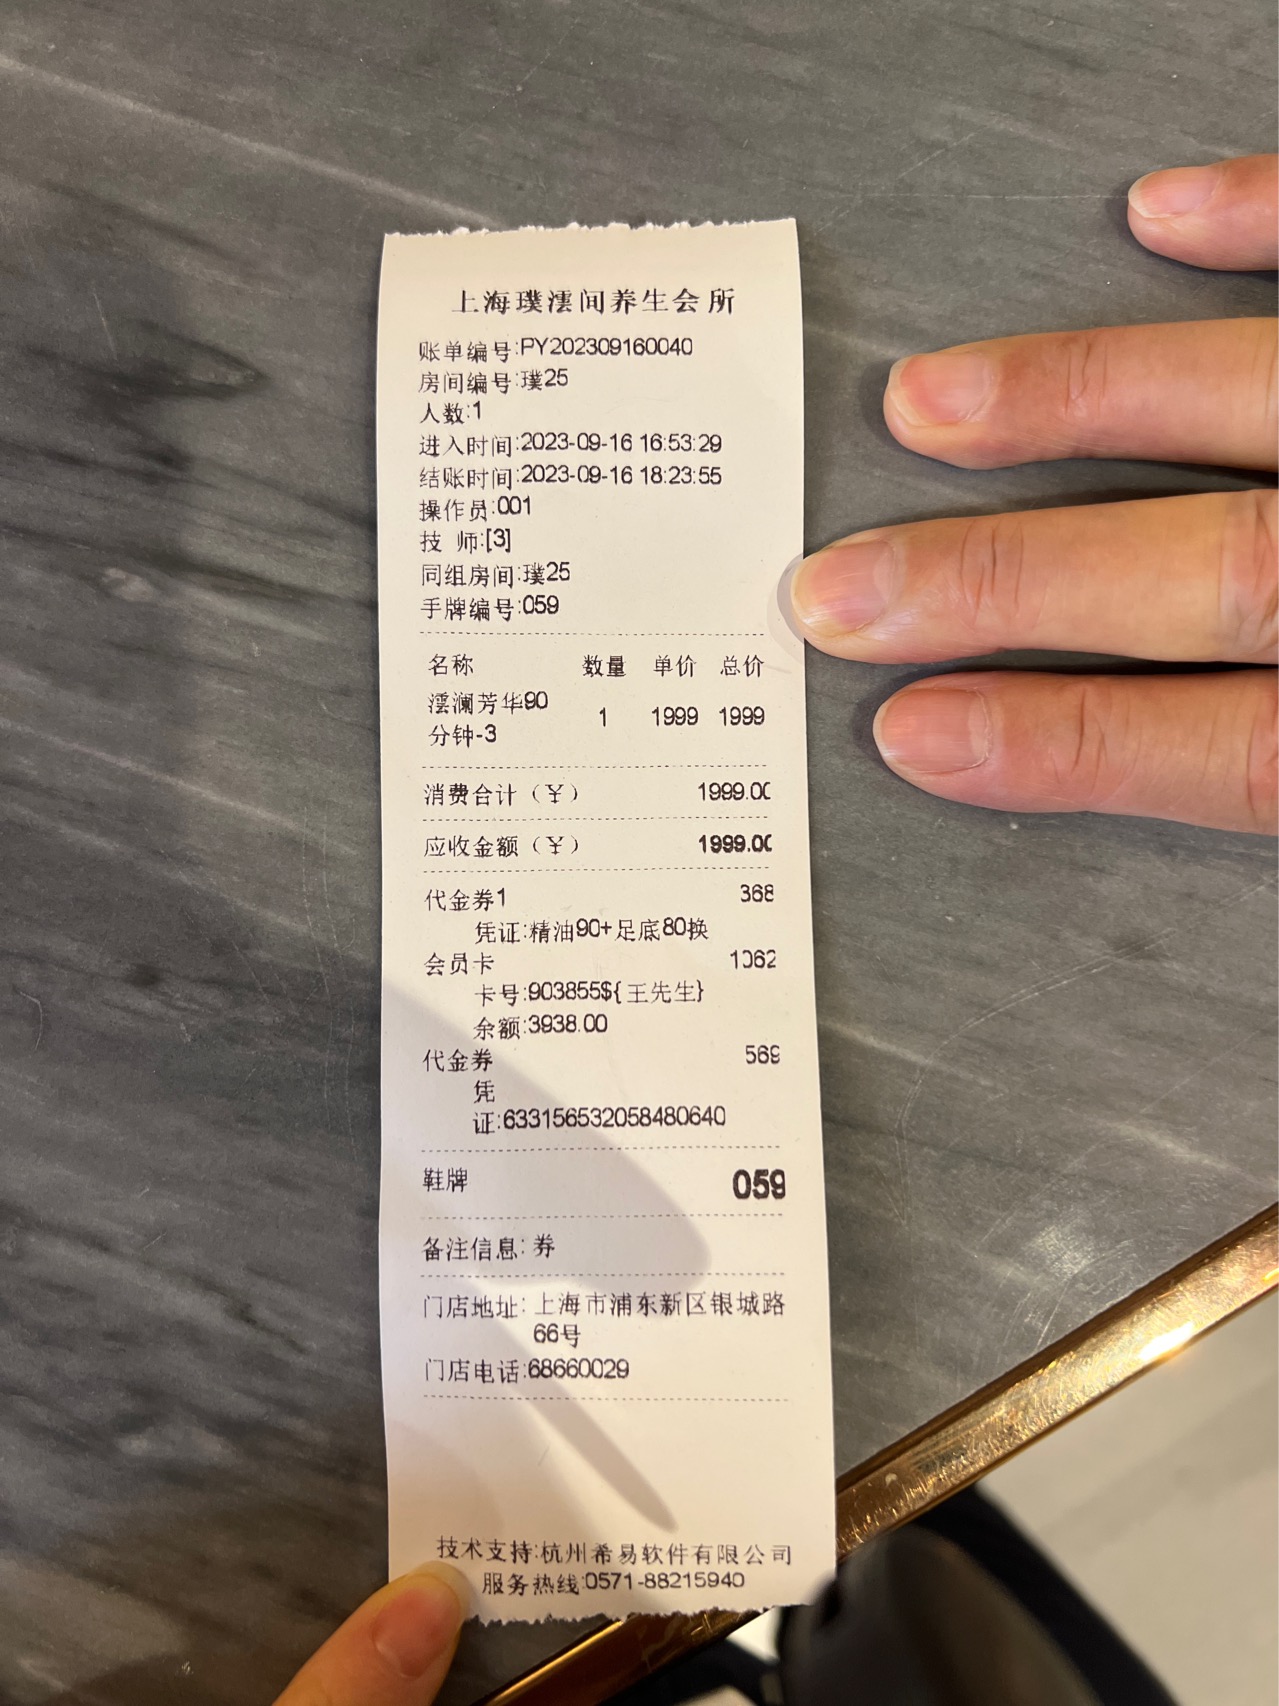 上海璞澐间养生会所
账单编号:PY202309160040
房间编号:璞25
人数:1
进入时间:2023-09-16 16:53:29
结账时间:2023-09-16 18:23:55
操作员:001
技 师:[3]
同组房间:璞25
手牌编号:059
名称 数量 单价 总价
澐澜芳华90
分钟-3 1 1999 1999
消费合计（￥） 1999.00
应收金额（￥） 1999.00
代金券1 368
凭证:精油90+足底80换
会员卡 1062
卡号:903855${王先生}
余额:3938.00
代金券 569
凭
证:633156532058480640
鞋牌 059
备注信息: 券
门店地址: 上海市浦东新区银城路
66号
门店电话:68660029
技术支持:杭州希易软件有限公司
服务热线:0571-88215940